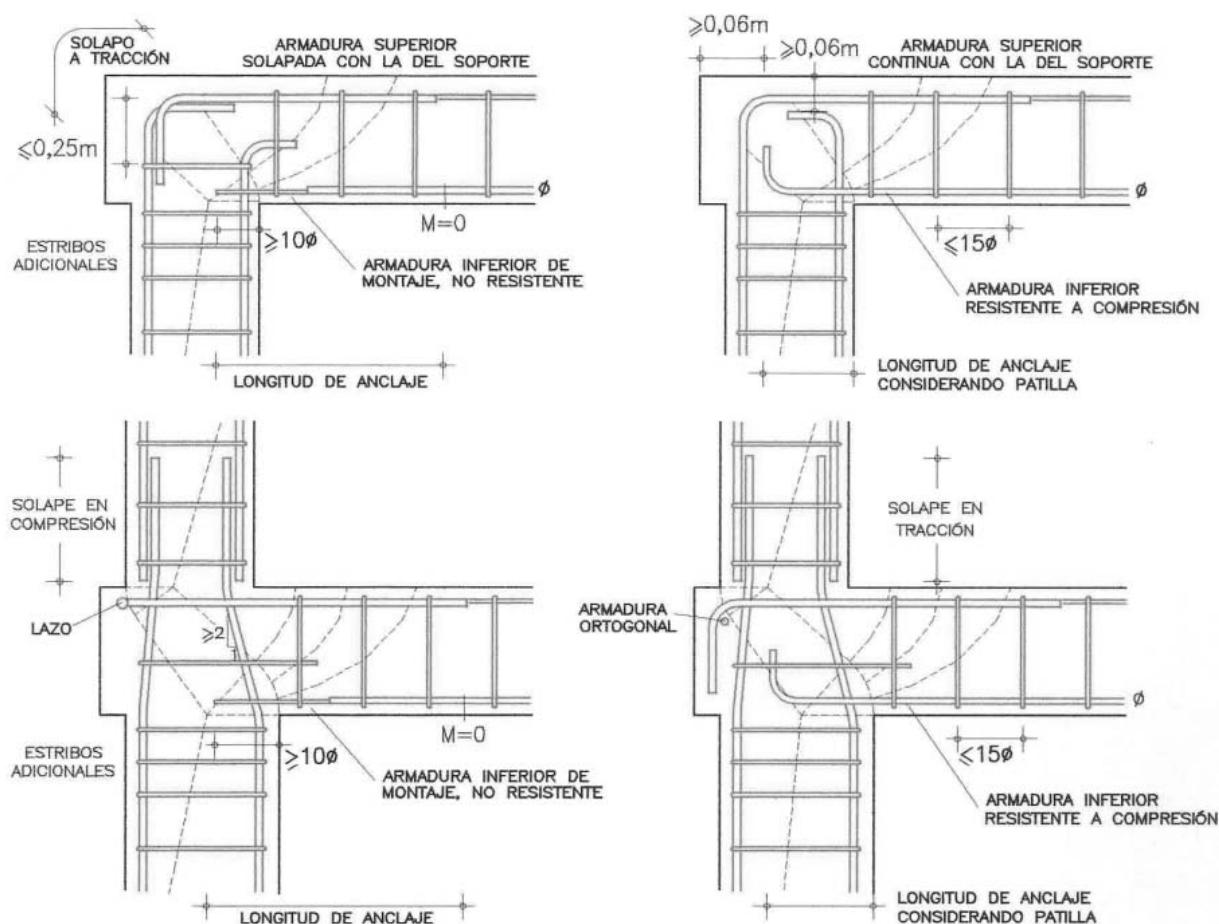 SOLAPO
A TRACCIÓN
ARMADURA SUPERIOR
SOLAPADA CON LA DEL SOPORTE
⩽0,25m
ESTRIBOS
ADICIONALES
⩾10ø
M=0
ø
ARMADURA INFERIOR DE
MONTAJE, NO RESISTENTE
LONGITUD DE ANCLAJE
⩾0,06m
⩾0,06m
ARMADURA SUPERIOR
CONTINUA CON LA DEL SOPORTE
ø
⩽15ø
ARMADURA INFERIOR
RESISTENTE A COMPRESIÓN
LONGITUD DE ANCLAJE
CONSIDERANDO PATILLA
SOLAPE EN
COMPRESIÓN
LAZO
⩾2
1
ESTRIBOS
ADICIONALES
⩾10ø
M=0
ARMADURA INFERIOR DE
MONTAJE, NO RESISTENTE
LONGITUD DE ANCLAJE
SOLAPE EN
TRACCIÓN
ARMADURA
ORTOGONAL
ø
⩽15ø
ARMADURA INFERIOR
RESISTENTE A COMPRESIÓN
LONGITUD DE ANCLAJE
CONSIDERANDO PATILLA